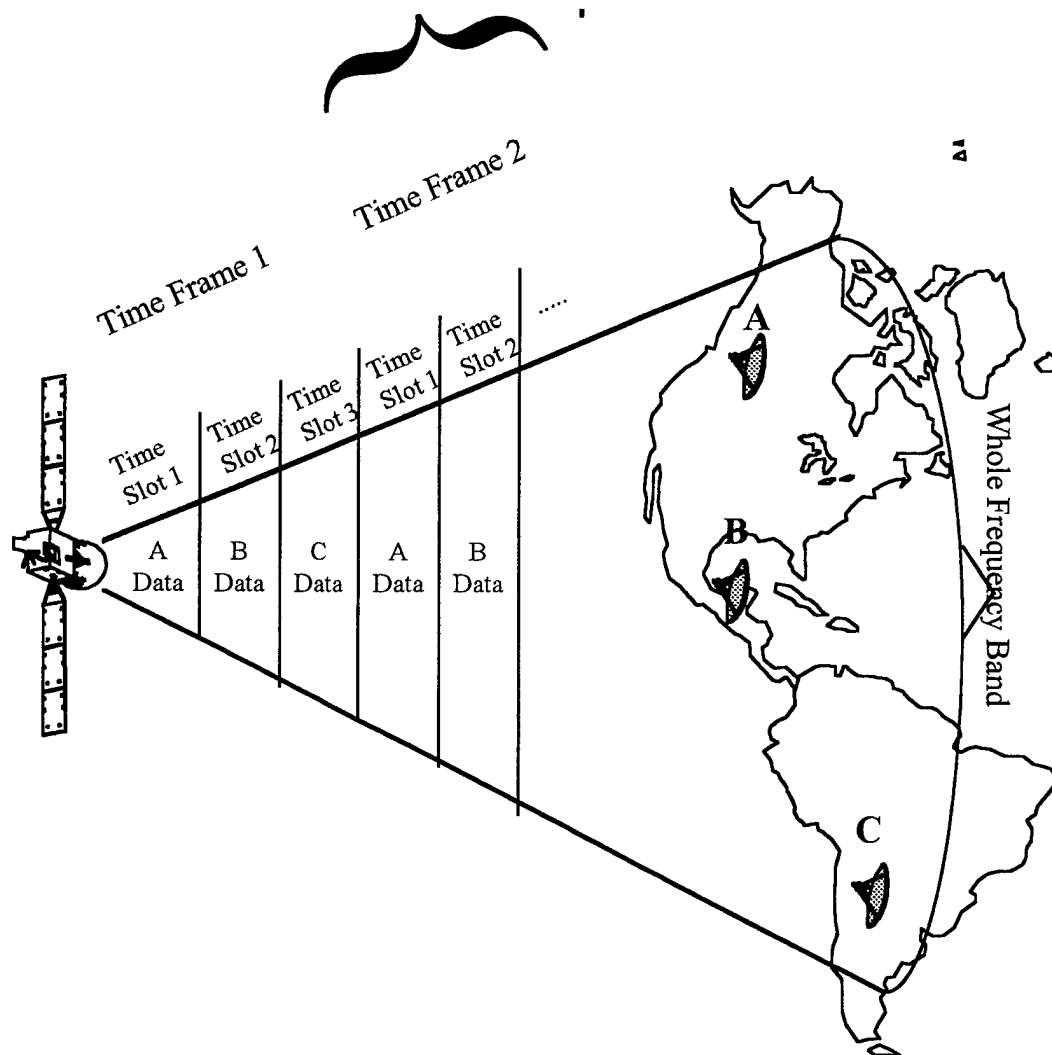 Time Frame 1
Time Frame 2
Time
Slot 1
Time
Slot 2
Time
Slot 3
Time
Slot 1
Time
Slot 2
.....
A
Data
B
Data
C
Data
A
Data
B
Data
A
B
C
Whole Frequency Band